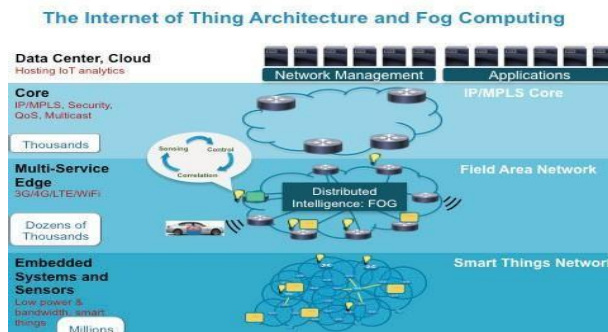 The Internet of Thing Architecture and Fog Computing
Data Center, Cloud
Hosting IoT analytics
Network Management
Applications
Core
IP/MPLS, Security,
QoS, Multicast
Thousands
IP/MPLS Core
Sensing
Control
Correlation
Multi-Service
Edge
3G/4G/LTE/WiFi
Dozens of
Thousands
Field Area Network
Distributed
Intelligence: FOG
Embedded Systems and
Sensors
Low power &
bandwidth, smart
things
Millions
Smart Things Network